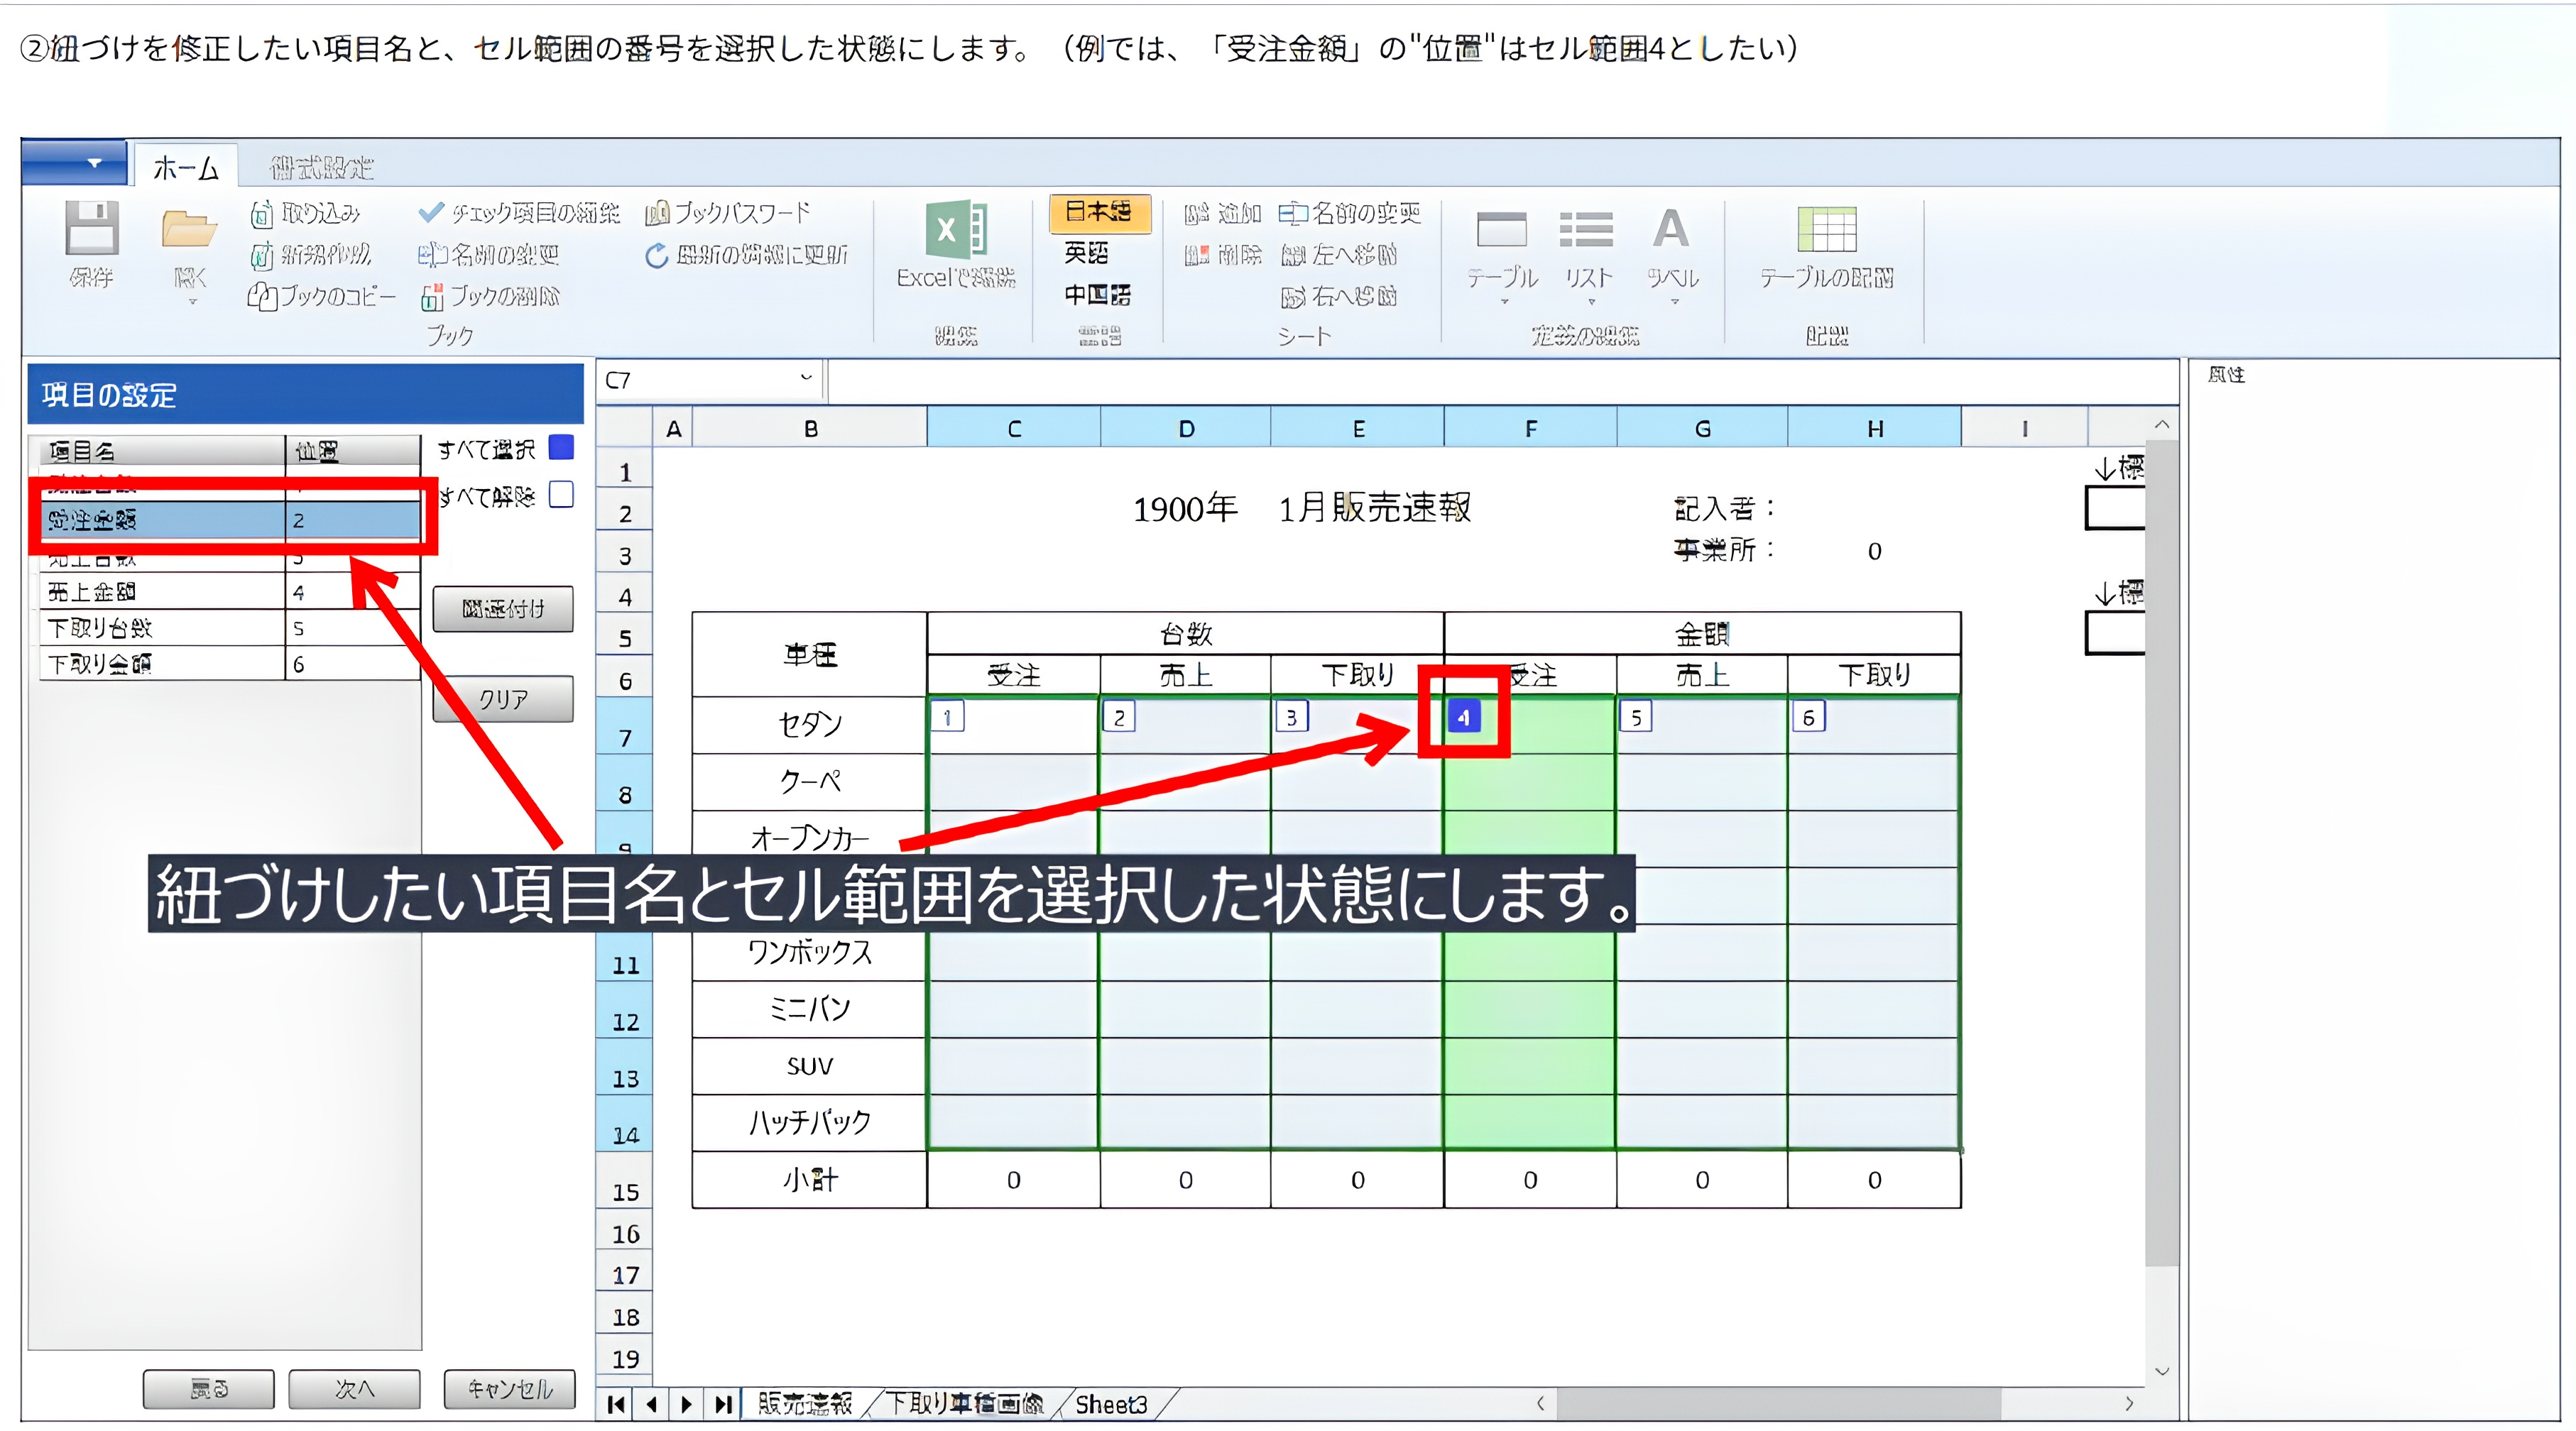 ②紐づけを修正したい項目名と、セル範囲の番号を選択した状態にします。（例では、「受注金額」の"位置"はセル範囲4としたい）
ホーム 書式設定
保存 開く 取り込み チェック項目の編集 ブックパスワード
新規作成 名前の変更 最新の情報に更新
ブックのコピー ブックの削除
ブック
Excelで編集
編集
日本語
英語
中国語
言語
追加 名前の変更
削除 左へ移動
右へ移動
シート
テーブル リスト ラベル
定義の編集
テーブルの配置
配置
項目の設定
項目名 位置
受注金額 2
売上台数 3
売上金額 4
下取り台数 5
下取り金額 6
すべて選択
すべて解除
関連付け
クリア
戻る 次へ キャンセル
C7
A B C D E F G H I
1
2 1900年 1月販売速報 記入者：
3 事業所： 0
4
5 車種 台数 金額
6 受注 売上 下取り 受注 売上 下取り
7 セダン 1 2 3 4 5 6
8 クーペ
9 オープンカー
紐づけしたい項目名とセル範囲を選択した状態にします。
11 ワンボックス
12 ミニバン
13 SUV
14 ハッチバック
15 小計 0 0 0 0 0 0
16
17
18
19
販売速報 下取り車種画像 Sheet3
属性